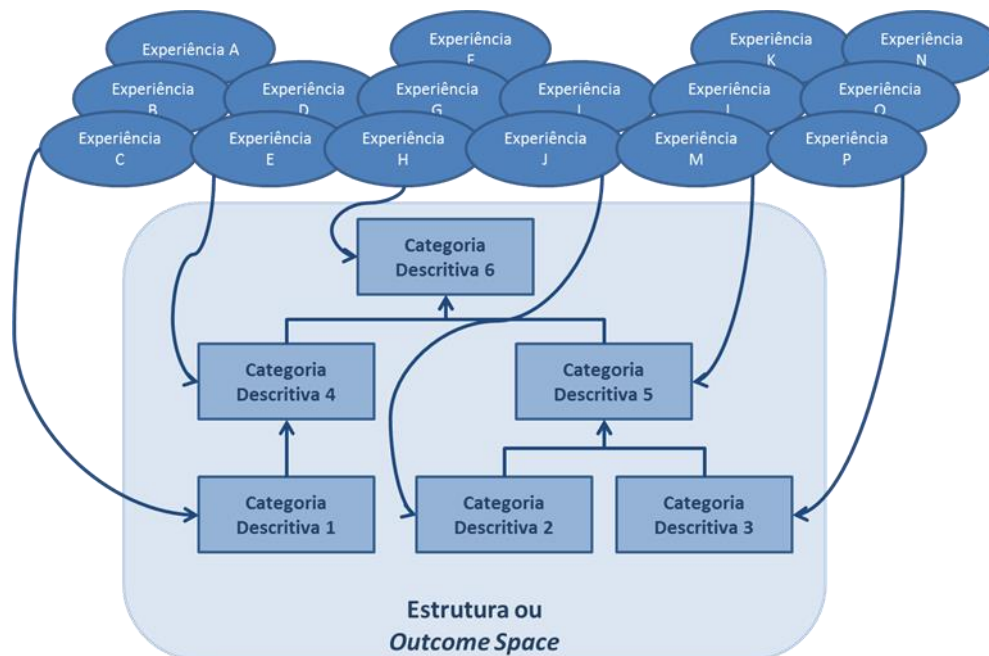 Experiência A
Experiência
F
Experiência
K
Experiência
N
Experiência
B
Experiência
D
Experiência
G
Experiência
I
Experiência
L
Experiência
O
Experiência
C
Experiência
E
Experiência
H
Experiência
J
Experiência
M
Experiência
P
Categoria
Descritiva 6
Categoria
Descritiva 4
Categoria
Descritiva 5
Categoria
Descritiva 1
Categoria
Descritiva 2
Categoria
Descritiva 3
Estrutura ou
Outcome Space